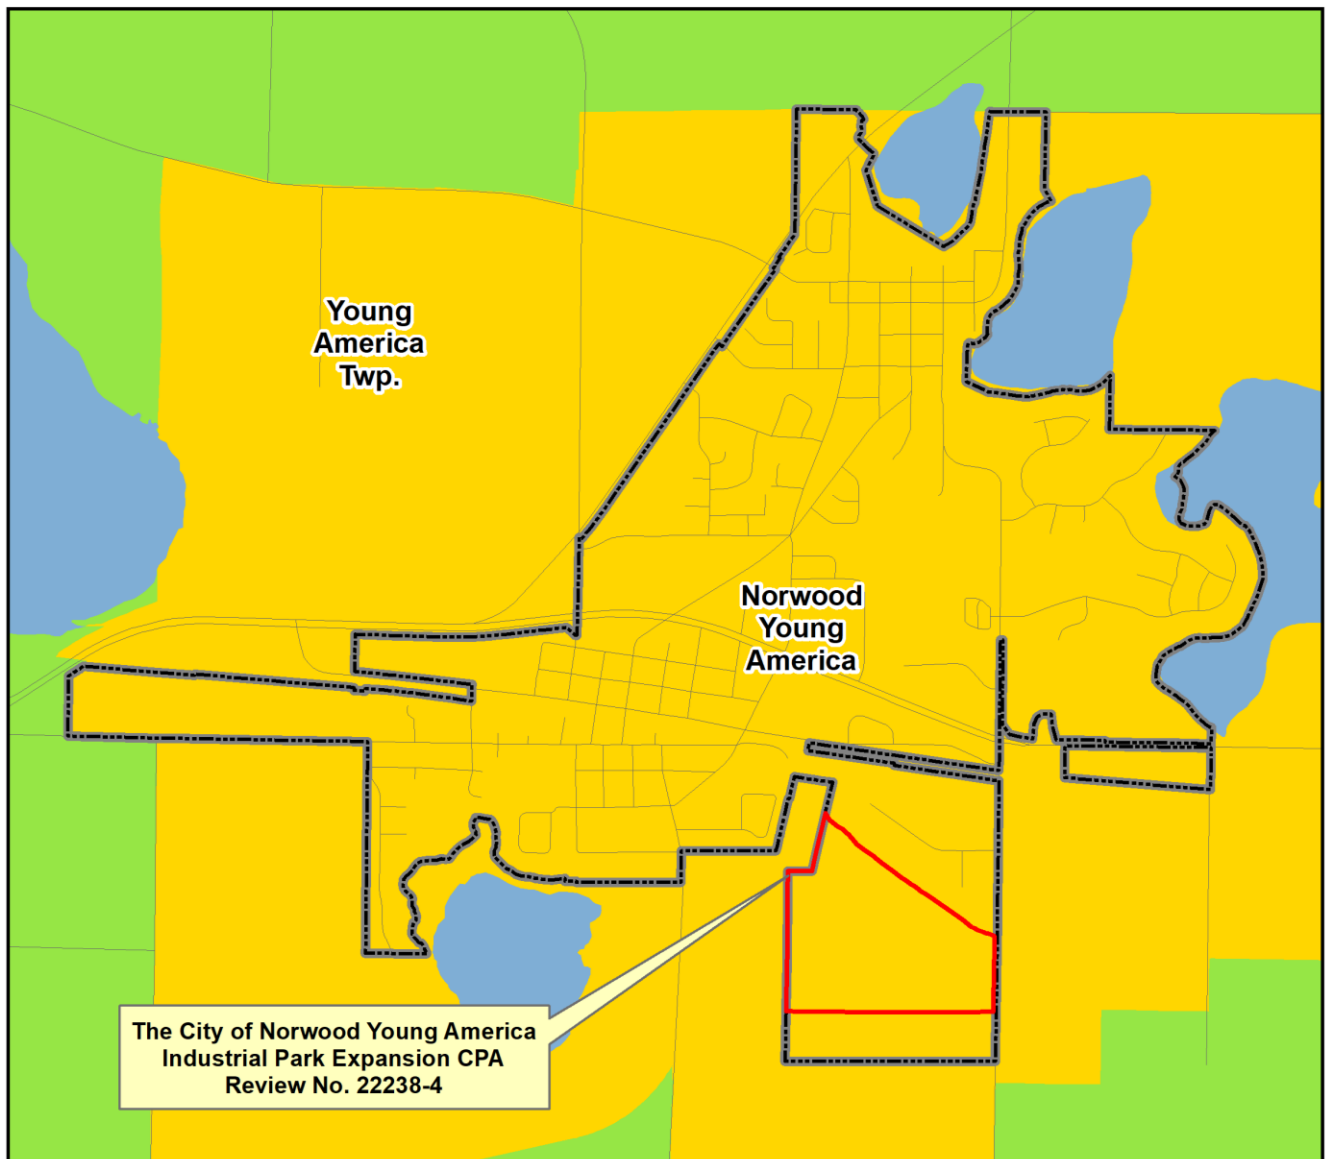 Young
America
Twp.
Norwood
Young
America
The City of Norwood Young America
Industrial Park Expansion CPA
Review No. 22238-4